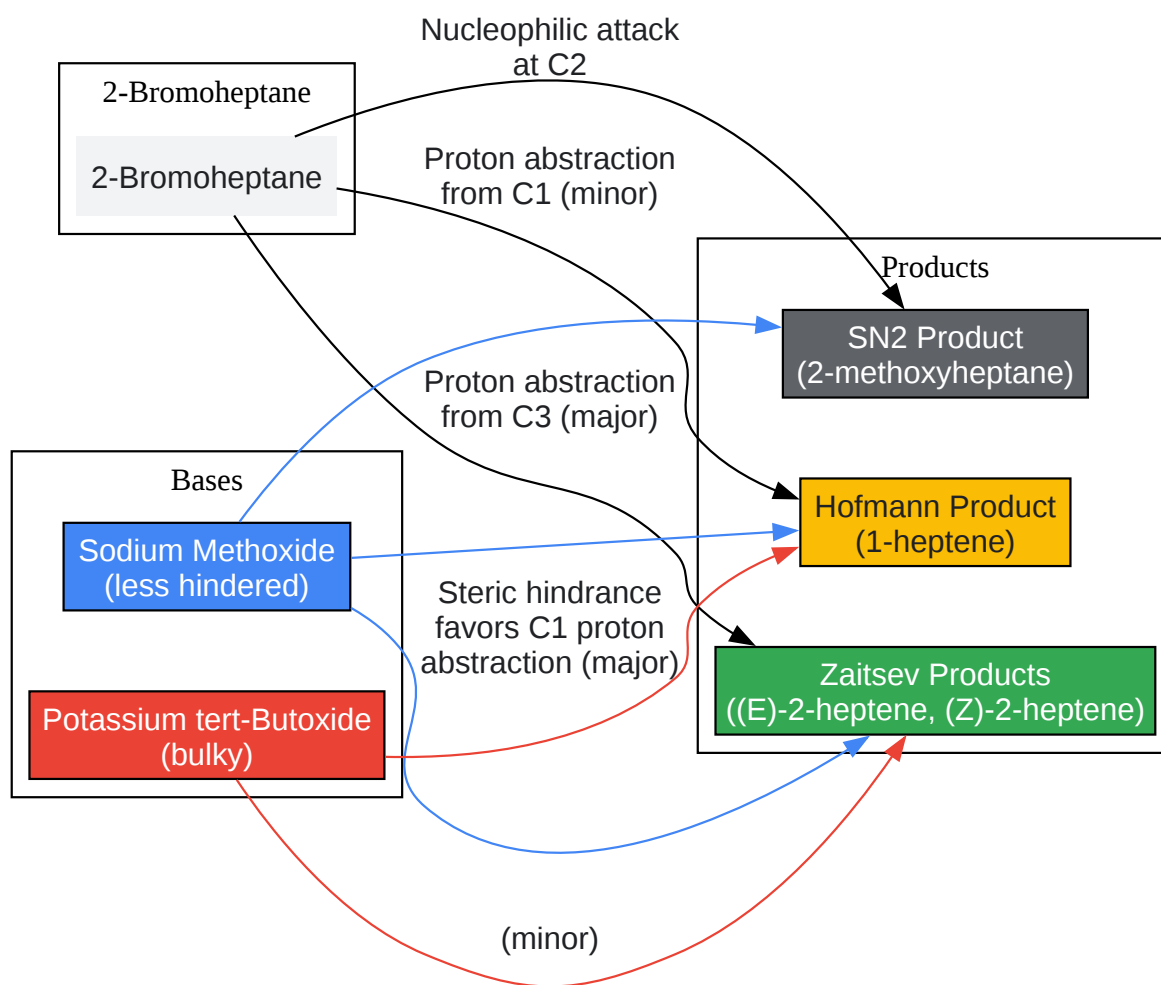 Nucleophilic attack
at C2
2-Bromoheptane
2-Bromoheptane
Proton abstraction
from C1 (minor)
Products
SN2 Product
(2-methoxyheptane)
Proton abstraction
from C3 (major)
Bases
Sodium Methoxide
(less hindered)
Hofmann Product
(1-heptene)
Steric hindrance
favors C1 proton
abstraction (major)
Zaitsev Products
((E)-2-heptene, (Z)-2-heptene)
Potassium tert-Butoxide
(bulky)
(minor)